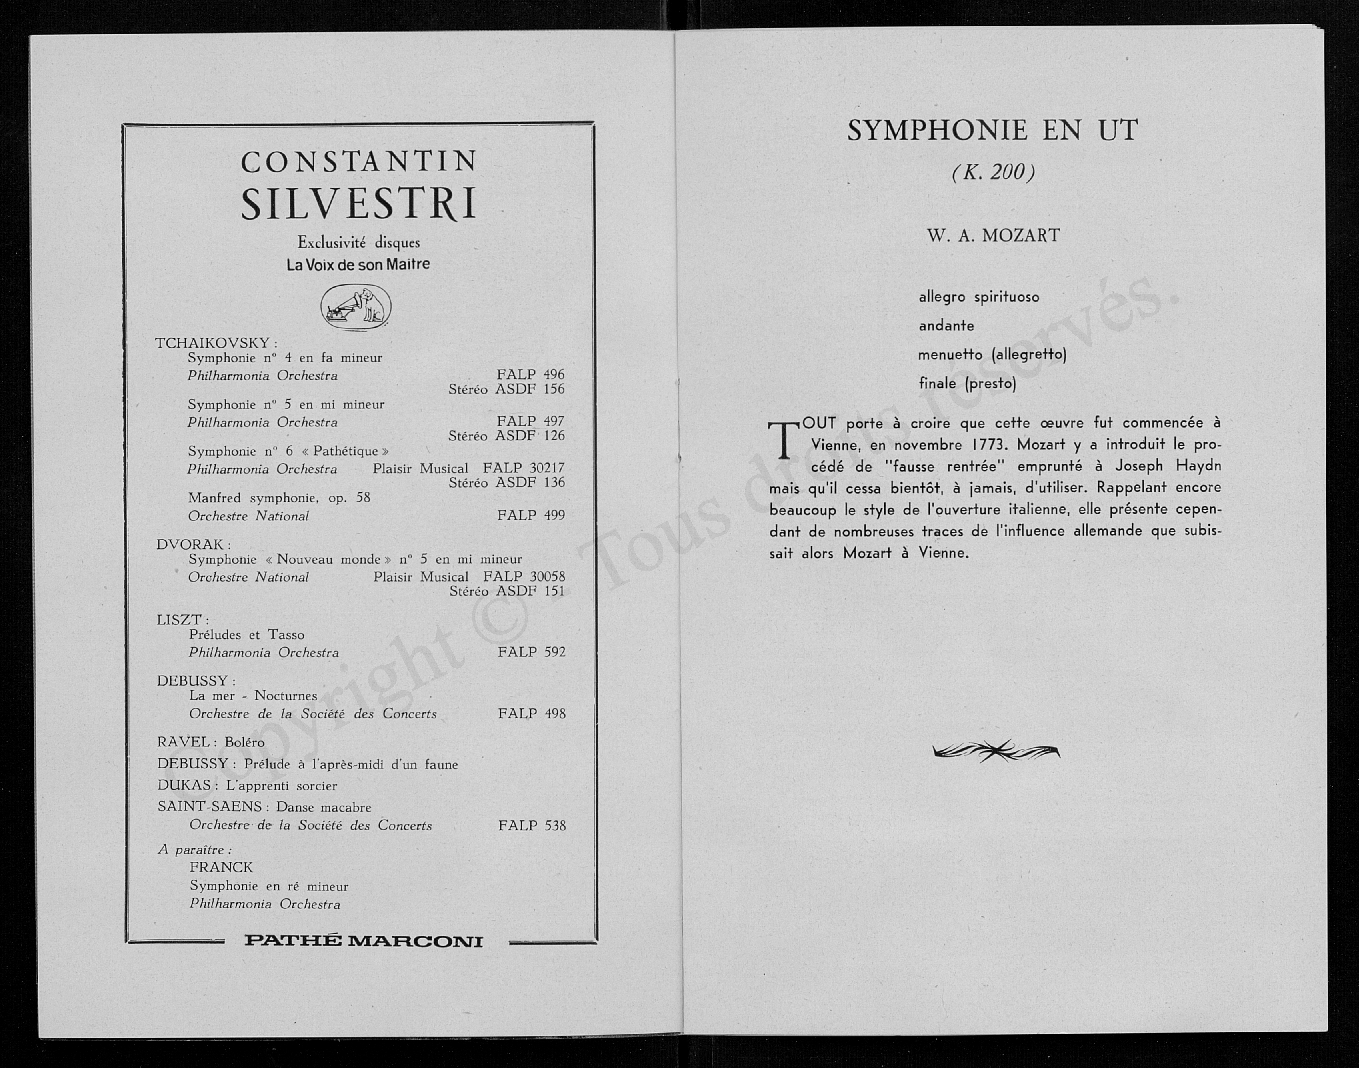 CONSTANTIN
SILVESTRI
Exclusivité disques
La Voix de son Maitre
TCHAIKOVSKY :
Symphonie n° 4 en fa mineur
Philharmonia Orchestra FALP 496
Stéréo ASDF 156
Symphonie n° 5 en mi mineur
Philharmonia Orchestra FALP 497
Stéréo ASDF 126
Symphonie n° 6 « Pathétique »
Philharmonia Orchestra Plaisir Musical FALP 30217
Stéréo ASDF 136
Manfred symphonie, op. 58
Orchestre National FALP 499
DVORAK :
Symphonie « Nouveau monde » n° 5 en mi mineur
Orchestre National Plaisir Musical FALP 30058
Stéréo ASDF 151
LISZT :
Préludes et Tasso
Philharmonia Orchestra FALP 592
DEBUSSY :
La mer - Nocturnes
Orchestre de la Société des Concerts FALP 498
RAVEL : Boléro
DEBUSSY : Prélude à l'après-midi d'un faune
DUKAS : L'apprenti sorcier
SAINT-SAENS : Danse macabre
Orchestre de la Société des Concerts FALP 538
A paraître :
FRANCK
Symphonie en ré mineur
Philharmonia Orchestra
PATHÉ MARCONI
SYMPHONIE EN UT
(K. 200)
W. A. MOZART
allegro spirituoso
andante
menuetto (allegretto)
finale (presto)
TOUT porte à croire que cette œuvre fut commencée à
Vienne, en novembre 1773. Mozart y a introduit le pro-
cédé de "fausse rentrée" emprunté à Joseph Haydn
mais qu'il cessa bientôt, à jamais, d'utiliser. Rappelant encore
beaucoup le style de l'ouverture italienne, elle présente cepen-
dant de nombreuses traces de l'influence allemande que subis-
sait alors Mozart à Vienne.
Copyright © - Tous droits réservés.